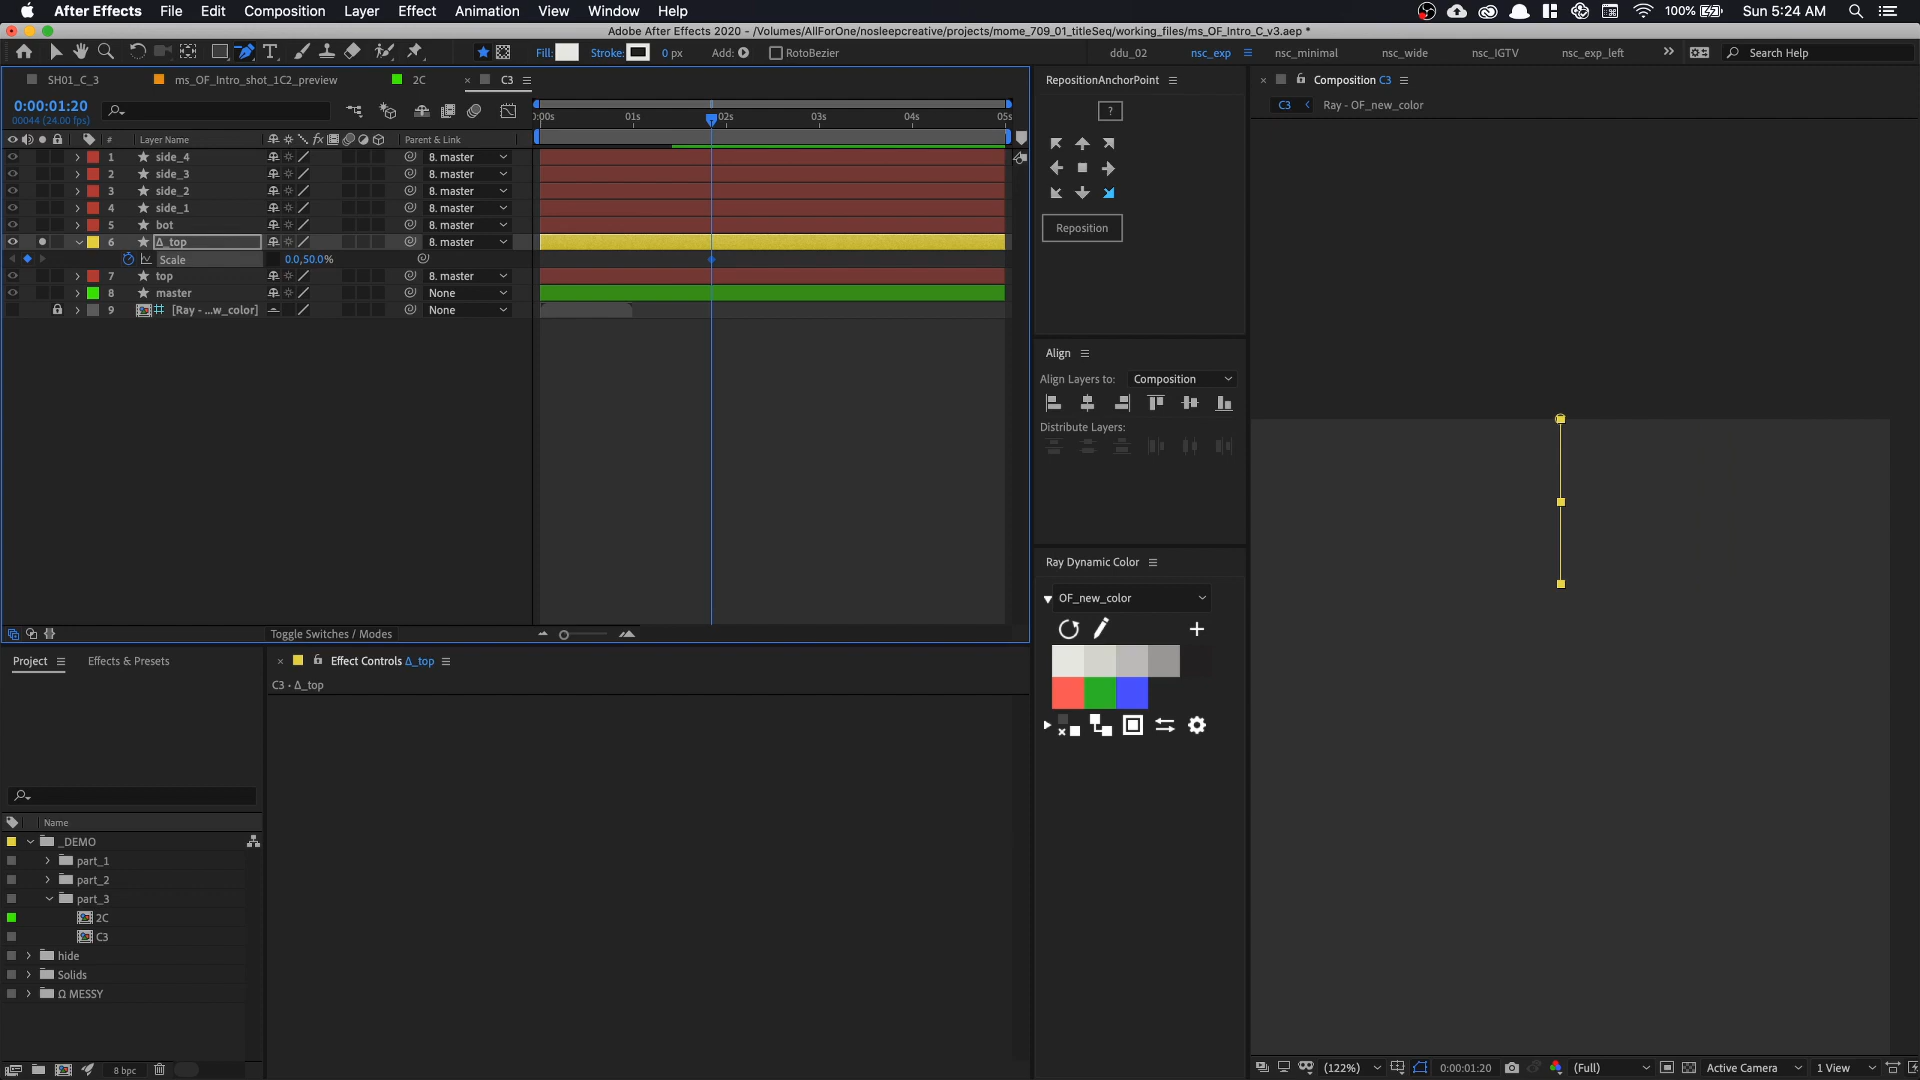 After Effects File Edit Composition Layer Effect Animation View Window Help 100% Sun 5:24 AM
Adobe After Effects 2020 - /Volumes/AllForOne/nosleepcreative/projects/mome_709_01_titleSeq/working_files/ms_OF_Intro_C_v3.aep *
Fill: Stroke: 0 px Add: RotoBezier ddu_02 nsc_exp nsc_minimal nsc_wide nsc_IGTV nsc_exp_left Search Help
SH01_C_3 ms_OF_Intro_shot_1C2_preview 2C C3
0:00:01:20
00044 (24.00 fps)
# Layer Name Parent & Link
0:00s 01s 02s 03s 04s 05s
1 side_4 8. master
2 side_3 8. master
3 side_2 8. master
4 side_1 8. master
5 bot 8. master
6 Δ_top 8. master
Scale 0.0,50.0%
7 top 8. master
8 master None
9 [Ray - ...w_color] None
Toggle Switches / Modes
RepositionAnchorPoint
?
Reposition
Align
Align Layers to: Composition
Distribute Layers:
Ray Dynamic Color
OF_new_color
Composition C3
C3 Ray - OF_new_color
Project Effects & Presets
Name
_DEMO
part_1
part_2
part_3
2C
C3
hide
Solids
Ω MESSY
8 bpc
Effect Controls Δ_top
C3 • Δ_top
(122%) 0:00:01:20 (Full) Active Camera 1 View